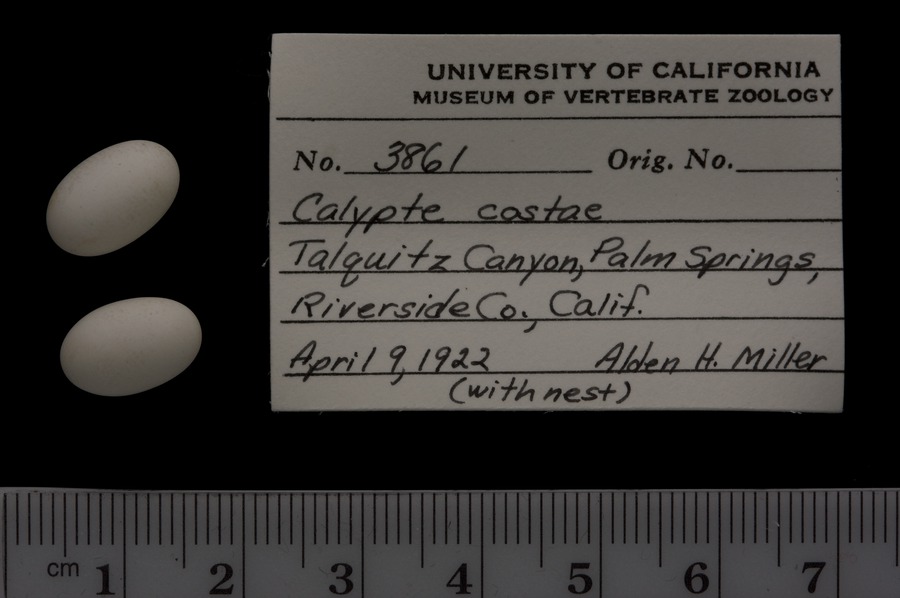 UNIVERSITY OF CALIFORNIA
MUSEUM OF VERTEBRATE ZOOLOGY
No. 3861 Orig. No.
Calypte costae
Talquitz Canyon, Palm Springs,
Riverside Co., Calif.
April 9, 1922 Alden H. Miller
(with nest)
cm 1 2 3 4 5 6 7